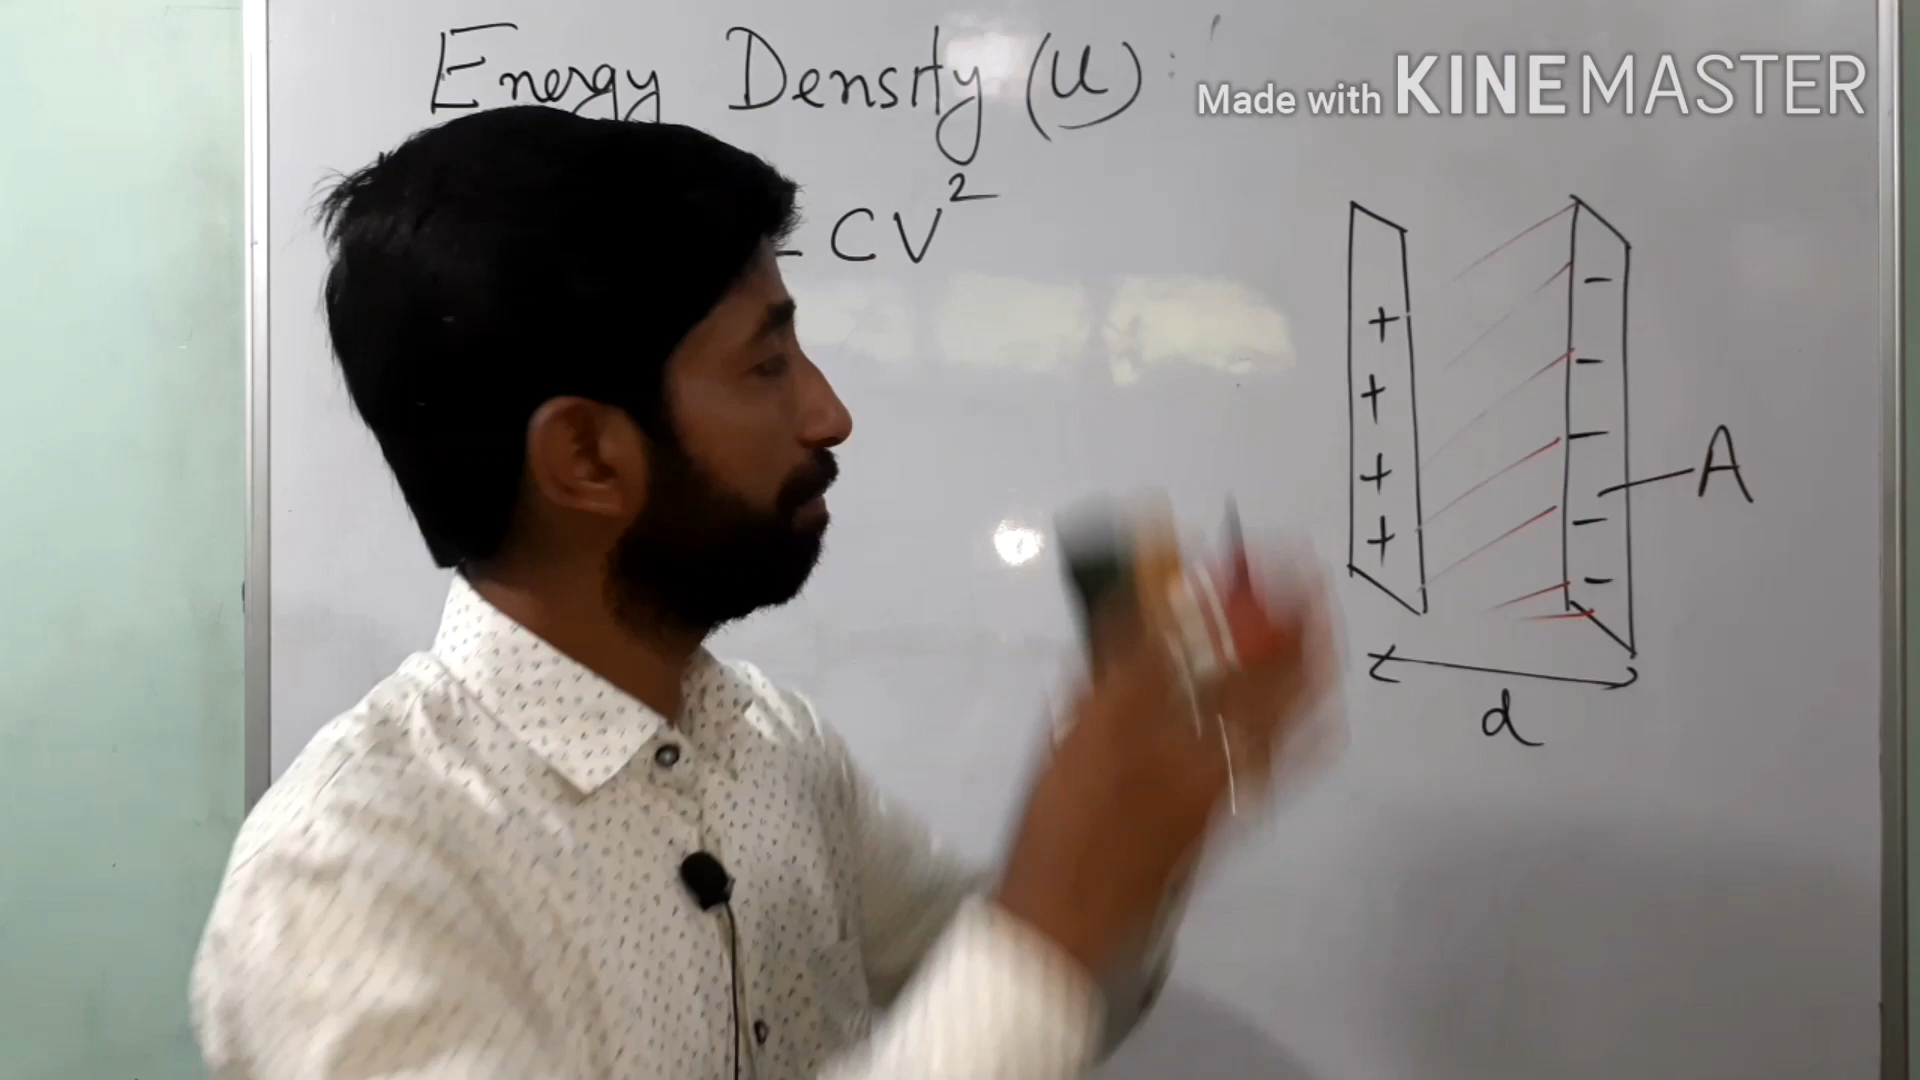 Energy Density (U) :
Made with KINEMASTER
CV²
+
+
+
+
-
-
-
-
-
A
d